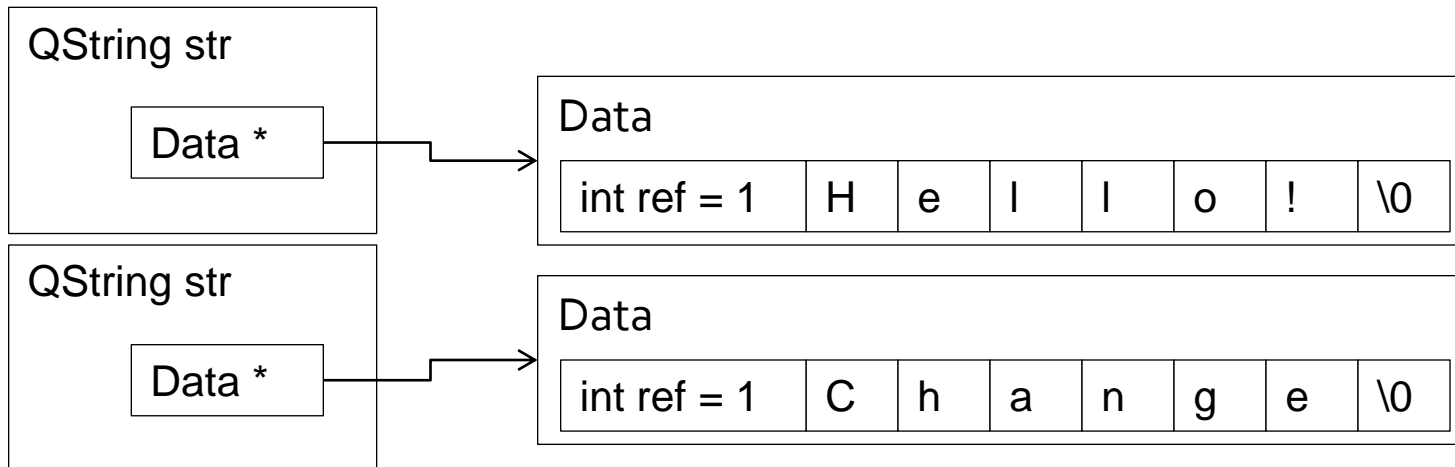 QString str
Data *
Data
int ref = 1 H e l l o ! \0
QString str
Data *
Data
int ref = 1 C h a n g e \0